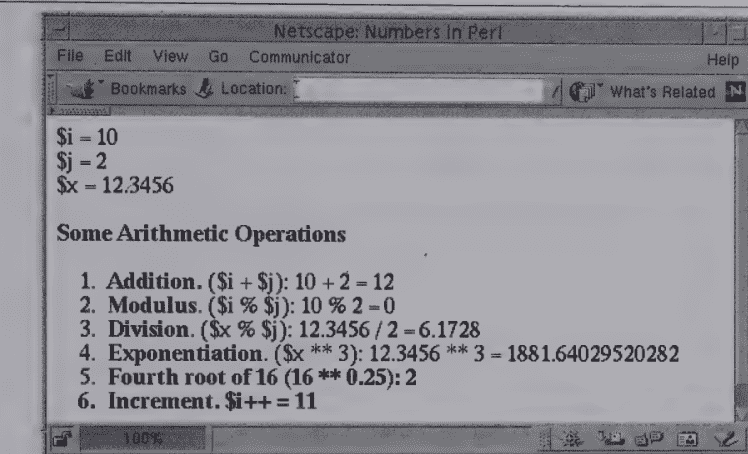 Netscape: Numbers in Perl
File Edit View Go Communicator Help
Bookmarks Location: What's Related N
$i = 10
$j = 2
$x = 12.3456
Some Arithmetic Operations
1. Addition. ($i + $j): 10 + 2 = 12
2. Modulus. ($i % $j): 10 % 2 = 0
3. Division. ($x % $j): 12.3456 / 2 = 6.1728
4. Exponentiation. ($x ** 3): 12.3456 ** 3 = 1881.64029520282
5. Fourth root of 16 (16 ** 0.25): 2
6. Increment. $i++ = 11
100%